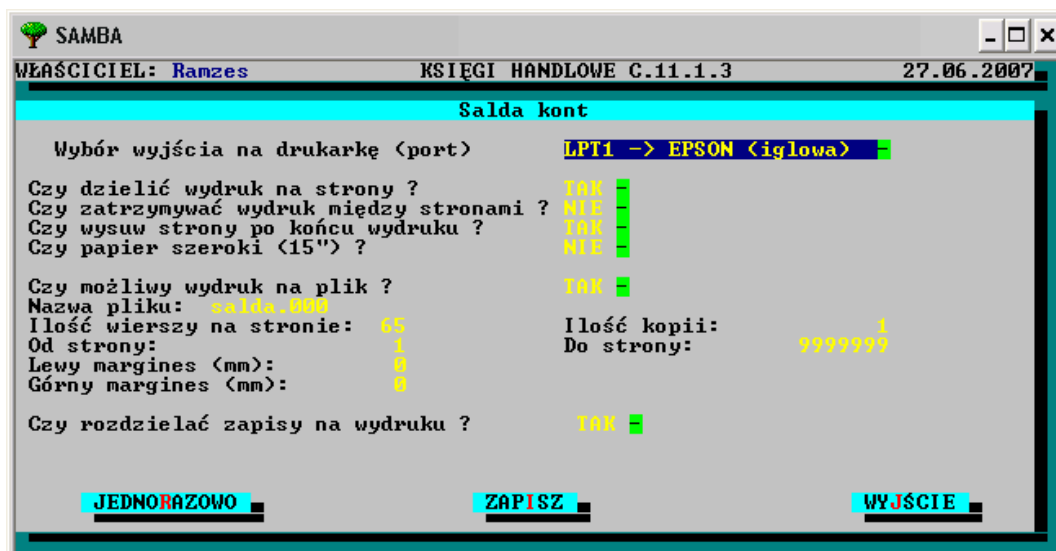 SAMBA
WŁAŚCICIEL: Ramzes KSIĘGI HANDLOWE C.11.1.3 27.06.2007
Salda kont
Wybór wyjścia na drukarkę (port) LPT1 -> EPSON (iglowa)
Czy dzielić wydruk na strony ? TAK
Czy zatrzymywać wydruk między stronami ? NIE
Czy wysuw strony po końcu wydruku ? TAK
Czy papier szeroki (15") ? NIE
Czy możliwy wydruk na plik ? TAK
Nazwa pliku: salda.000
Ilość wierszy na stronie: 65 Ilość kopii: 1
Od strony: 1 Do strony: 9999999
Lewy margines (mm): 0
Górny margines (mm): 0
Czy rozdzielać zapisy na wydruku ? TAK
JEDNORAZOWO ZAPISZ WYJŚCIE